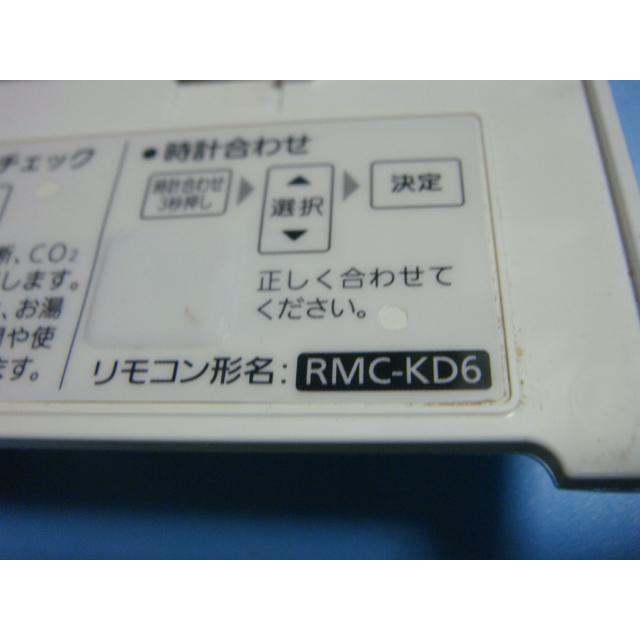 チェック
、CO₂
します。
、お湯
や使
ます。
● 時計合わせ
時計合わせ
3秒押し
▶
▲
選択
▼
▶
決定
正しく合わせて
ください。
リモコン形名: RMC-KD6